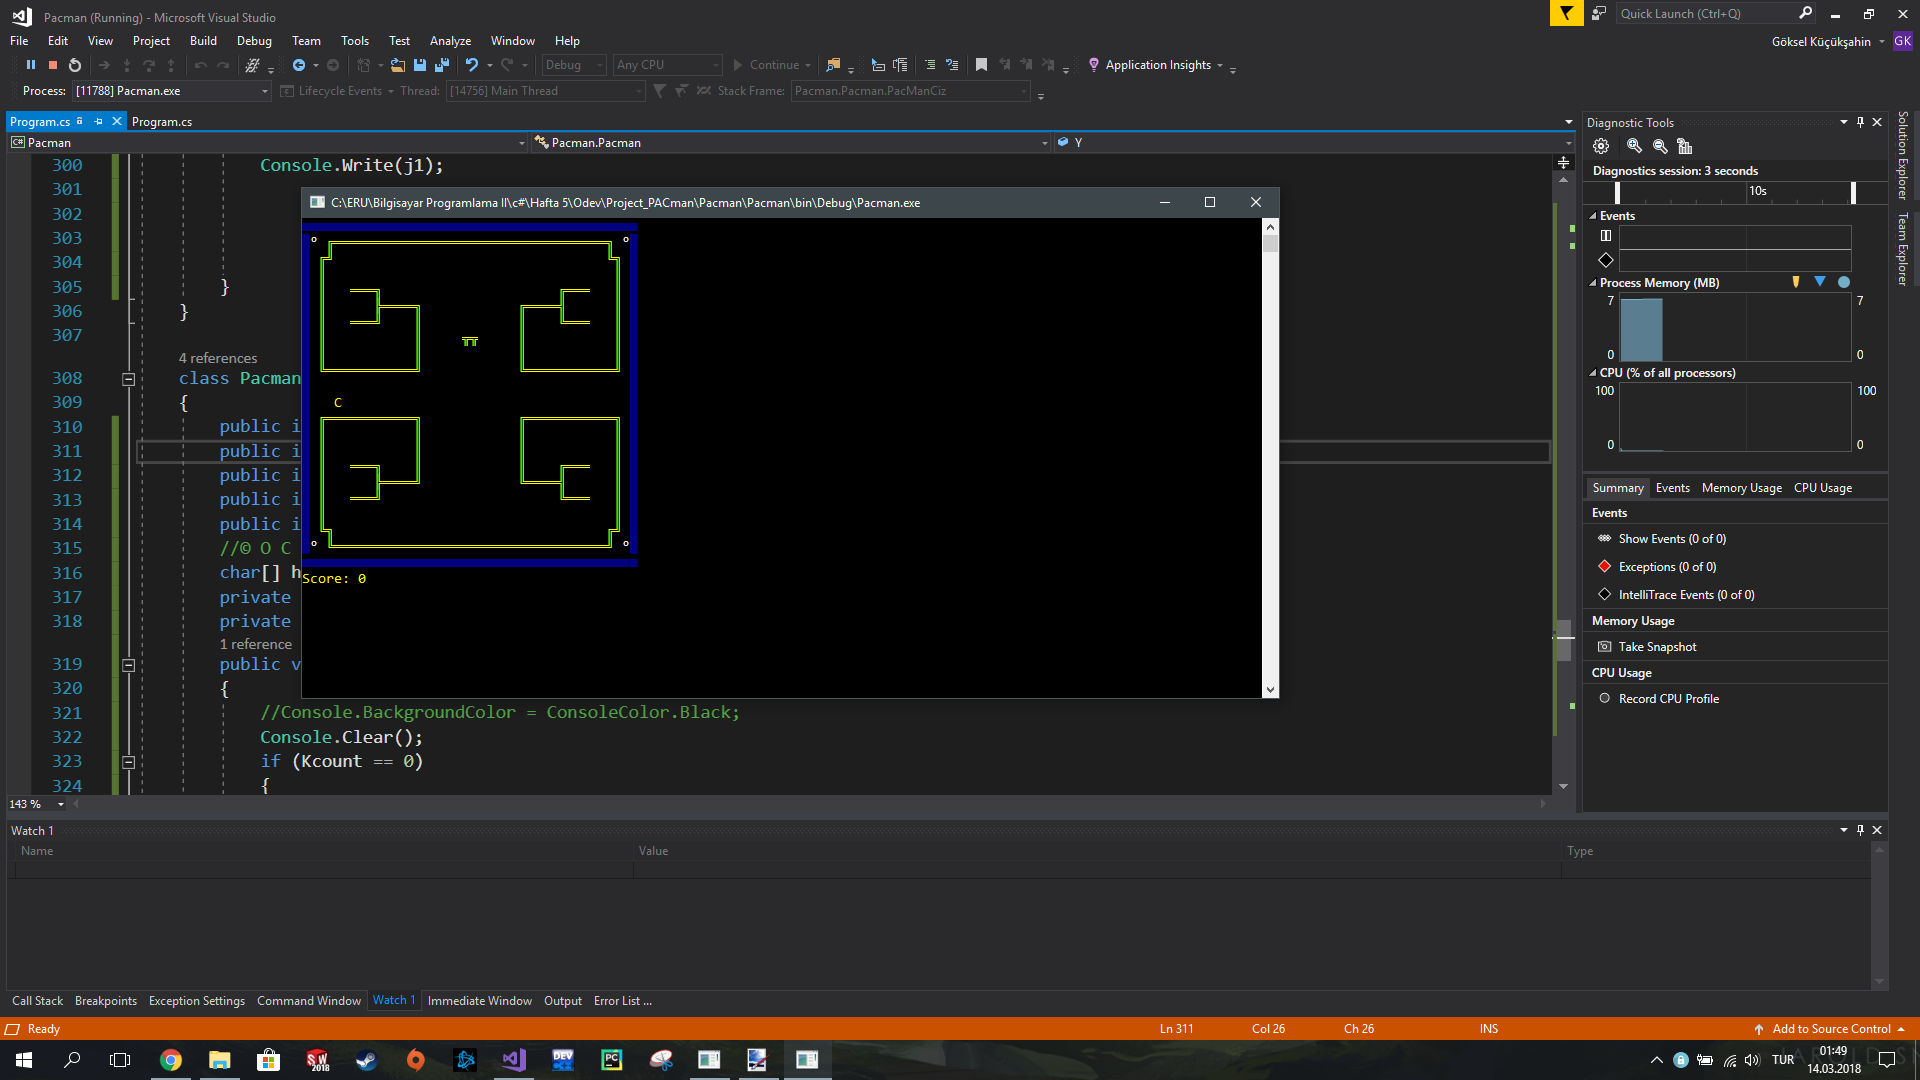 Pacman (Running) - Microsoft Visual Studio
Quick Launch (Ctrl+Q)
File Edit View Project Build Debug Team Tools Test Analyze Window Help
Göksel Küçükşahin GK
Debug Any CPU Continue Application Insights
Process: [11788] Pacman.exe Lifecycle Events Thread: [14756] Main Thread Stack Frame: Pacman.Pacman.PacManCiz
Program.cs Program.cs
C# Pacman Pacman.Pacman Y
300 Console.Write(j1);
301
302
303
304
305 }
306 }
307
4 references
308 class Pacman
309 {
310 public i
311 public i
312 public i
313 public i
314 public i
315 //© O C
316 char[] h
317 private
318 private
1 reference
319 public v
320 {
321 //Console.BackgroundColor = ConsoleColor.Black;
322 Console.Clear();
323 if (Kcount == 0)
324 {
143 %
C:\ERU\Bilgisayar Programlama II\c#\Hafta 5\Odev\Project_PACman\Pacman\Pacman\bin\Debug\Pacman.exe
o o
C
o o
Score: 0
Diagnostic Tools
Diagnostics session: 3 seconds
10s
Events
Process Memory (MB)
7 7
0 0
CPU (% of all processors)
100 100
0 0
Summary Events Memory Usage CPU Usage
Events
Show Events (0 of 0)
Exceptions (0 of 0)
IntelliTrace Events (0 of 0)
Memory Usage
Take Snapshot
CPU Usage
Record CPU Profile
Solution Explorer
Team Explorer
Watch 1
Name Value Type
Call Stack Breakpoints Exception Settings Command Window Watch 1 Immediate Window Output Error List ...
Ready Ln 311 Col 26 Ch 26 INS Add to Source Control
SW 2018 DEV PC TUR
01:49
14.03.2018